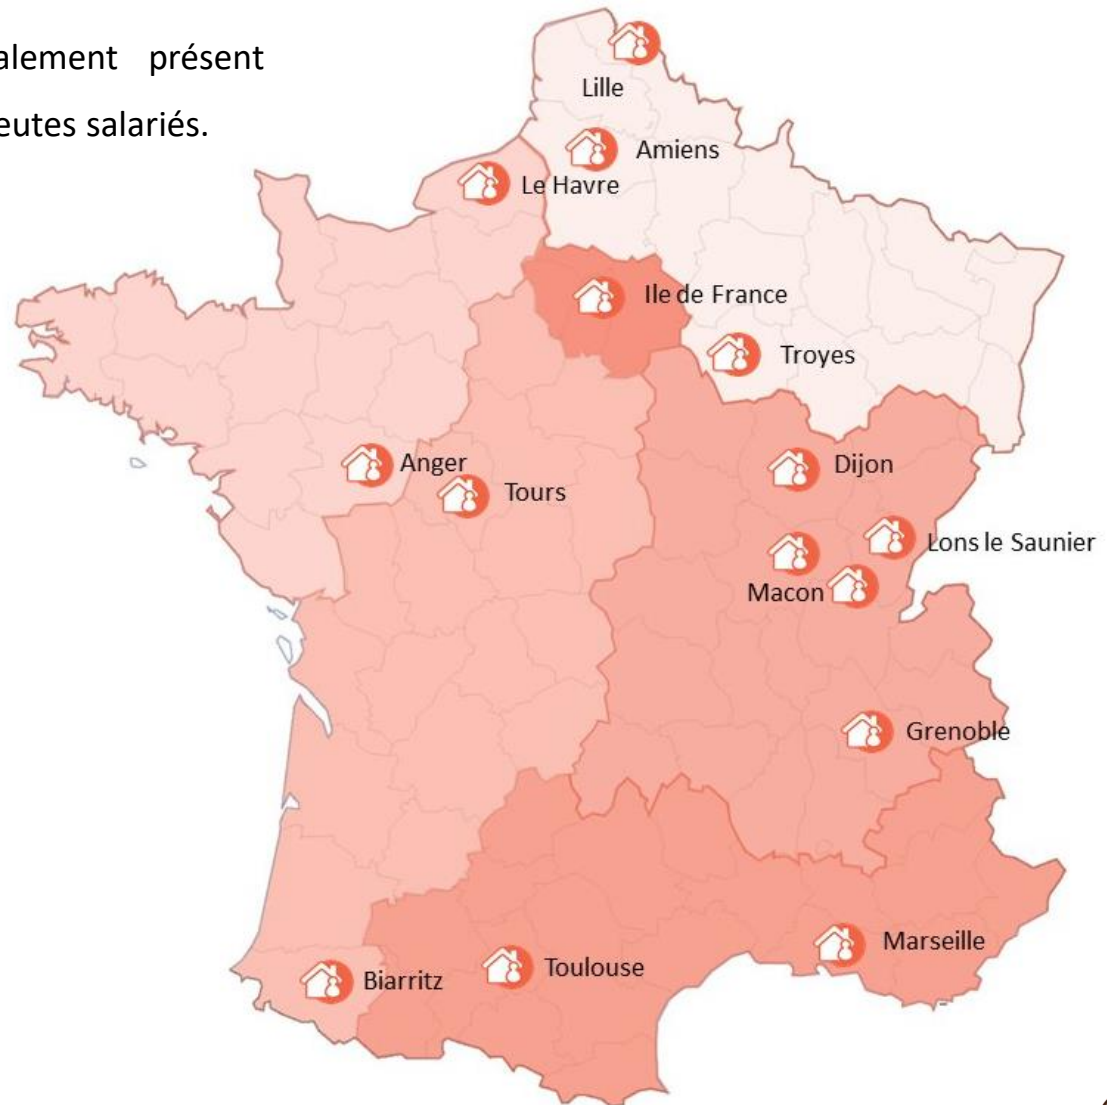 alement présent
eutes salariés.
Lille
Amiens
Le Havre
Ile de France
Troyes
Anger
Tours
Dijon
Lons le Saunier
Macon
Grenoble
Marseille
Toulouse
Biarritz